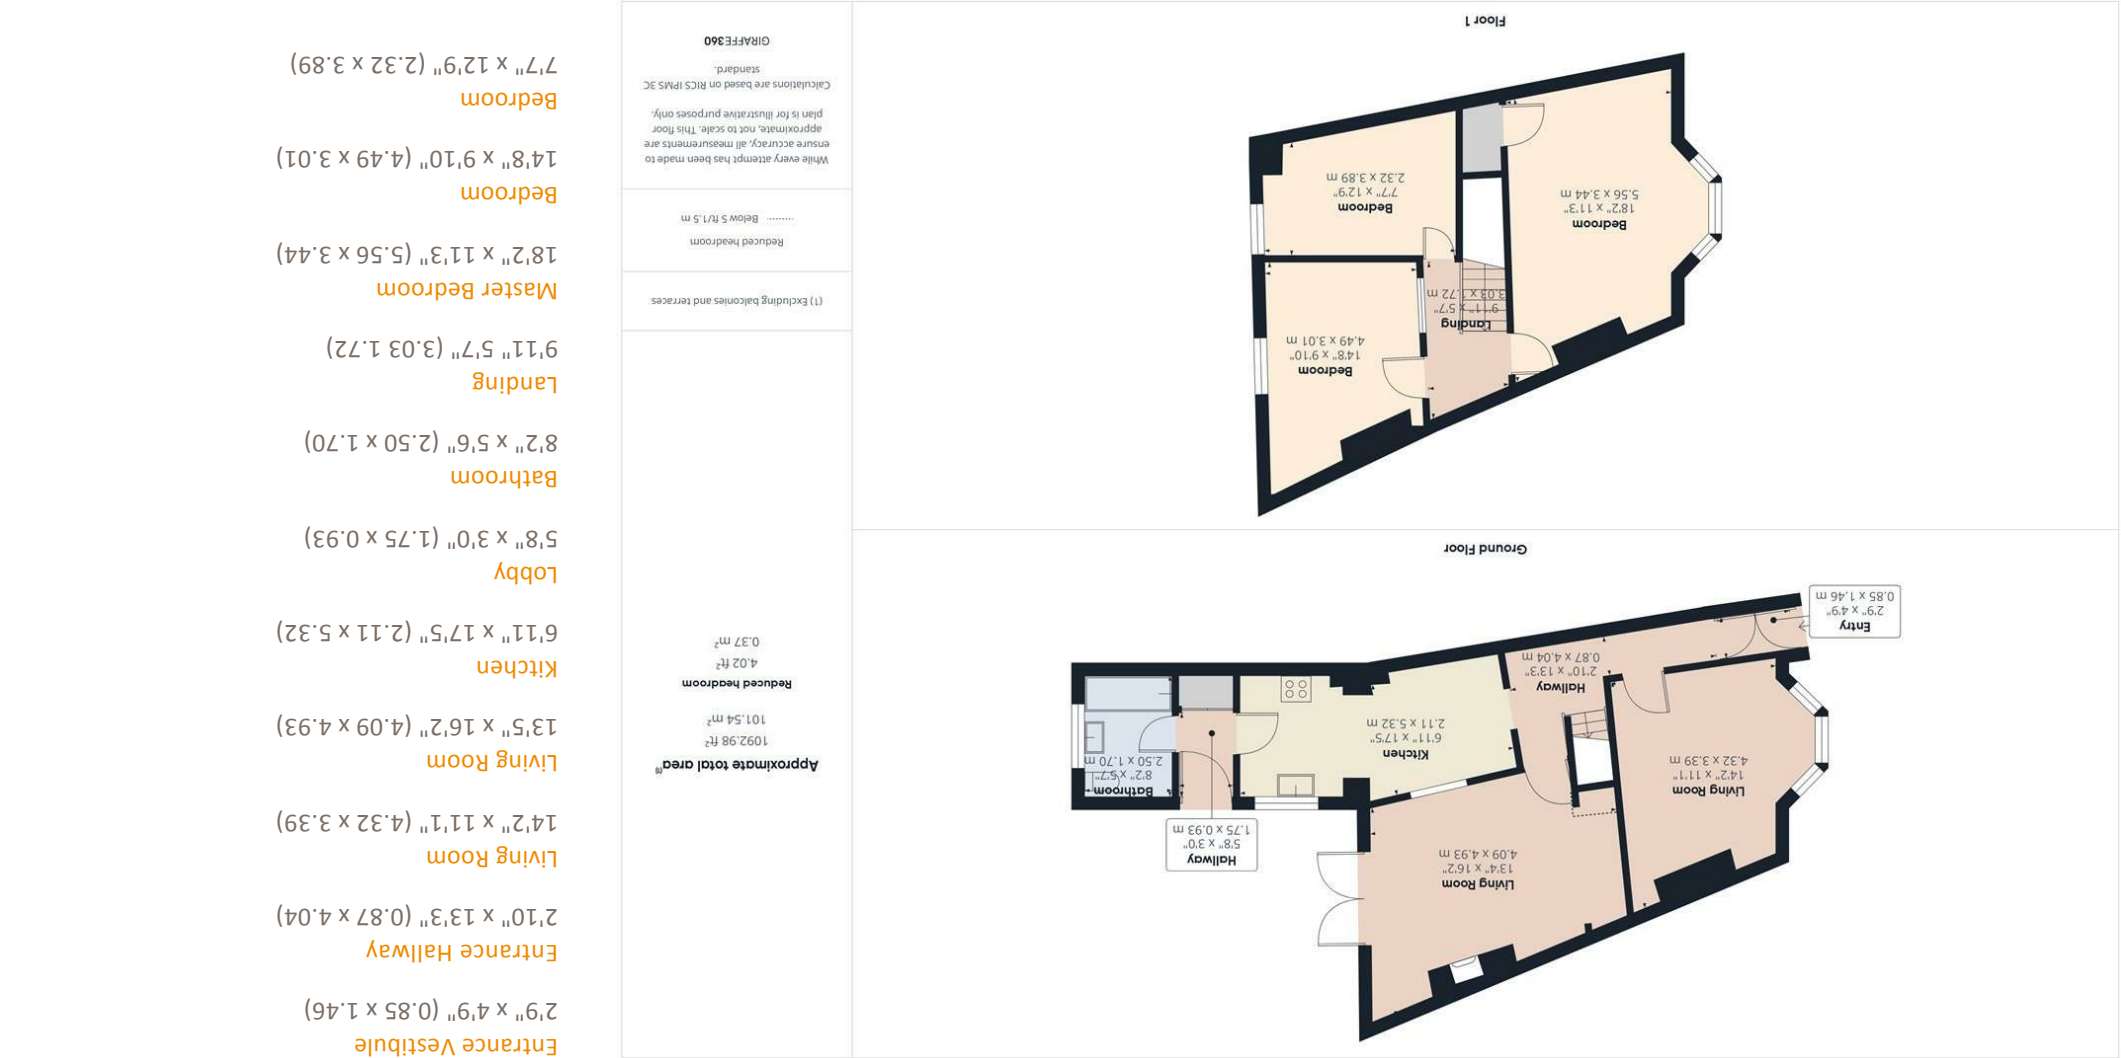 Living Room
13'4" x 16'2"
4.09 x 4.93 m
Hallway
5'8" x 3'0"
1.75 x 0.93 m
Living Room
14'2" x 11'1"
4.32 x 3.39 m
Bathroom
8'2" x 5'7"
2.50 x 1.70 m
Kitchen
6'11" x 17'5"
2.11 x 5.32 m
Hallway
2'10" x 13'3"
0.87 x 4.04 m
Entry
2'9" x 4'9"
0.85 x 1.46 m
Ground Floor
Bedroom
14'8" x 9'10"
4.49 x 3.01 m
Landing
9'11" x 5'7"
3.03 x 1.72 m
Bedroom
18'2" x 11'3"
5.56 x 3.44 m
Bedroom
7'7" x 12'9"
2.32 x 3.89 m
Floor 1
Approximate total area(1)
1092.98 ft²
101.54 m²
Reduced headroom
4.02 ft²
0.37 m²
(1) Excluding balconies and terraces
Reduced headroom
Below 5 ft/1.5 m
While every attempt has been made to
ensure accuracy, all measurements are
approximate, not to scale. This floor
plan is for illustrative purposes only.
Calculations are based on RICS IPMS 3C
standard.
GIRAFFE360
Entrance Vestibule
2'9" x 4'9" (0.85 x 1.46)
Entrance Hallway
2'10" x 13'3" (0.87 x 4.04)
Living Room
14'2" x 11'1" (4.32 x 3.39)
Living Room
13'5" x 16'2" (4.09 x 4.93)
Kitchen
6'11" x 17'5" (2.11 x 5.32)
Lobby
5'8" x 3'0" (1.75 x 0.93)
Bathroom
8'2" x 5'6" (2.50 x 1.70)
Landing
9'11" 5'7" (3.03 1.72)
Master Bedroom
18'2" x 11'3" (5.56 x 3.44)
Bedroom
14'8" x 9'10" (4.49 x 3.01)
Bedroom
7'7" x 12'9" (2.32 x 3.89)